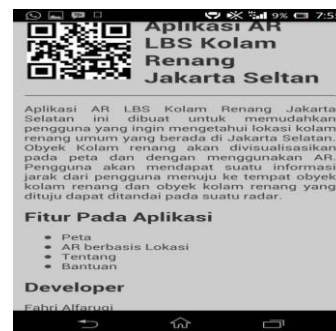 9% 7:5
Aplikasi AR
LBS Kolam
Renang
Jakarta Seltan
Aplikasi AR LBS Kolam Renang Jakarta
Selatan ini dibuat untuk memudahkan
pengguna yang ingin mengetahui lokasi kolam
renang umum yang berada di Jakarta Selatan.
Obyek Kolam renang akan divisualisasikan
pada peta dan dengan menggunakan AR.
Pengguna akan mendapat suatu informasi
jarak dari pengguna menuju ke tempat obyek
kolam renang dan obyek kolam renang yang
dituju dapat ditandai pada suatu radar.
Fitur Pada Aplikasi
Peta
AR berbasis Lokasi
Tentang
Bantuan
Developer
Fahri Alfaruqi